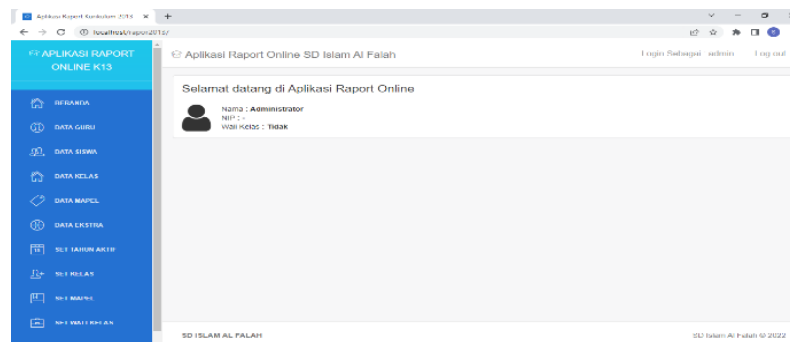 Aplikasi Raport Kurikulum 2013
localhost/rapor2013/
APLIKASI RAPORT
ONLINE K13
Aplikasi Raport Online SD Islam Al Falah
Login Sebagai admin
Log out
Selamat datang di Aplikasi Raport Online
Nama : Administrator
NIP : -
Wali Kelas : Tidak
BERANDA
DATA GURU
DATA SISWA
DATA KELAS
DATA MAPEL
DATA EKSTRA
SET TAHUN AKTIF
SET KELAS
SET MAPEL
SET WALI KELAS
SD ISLAM AL FALAH
SD Islam Al Falah © 2022